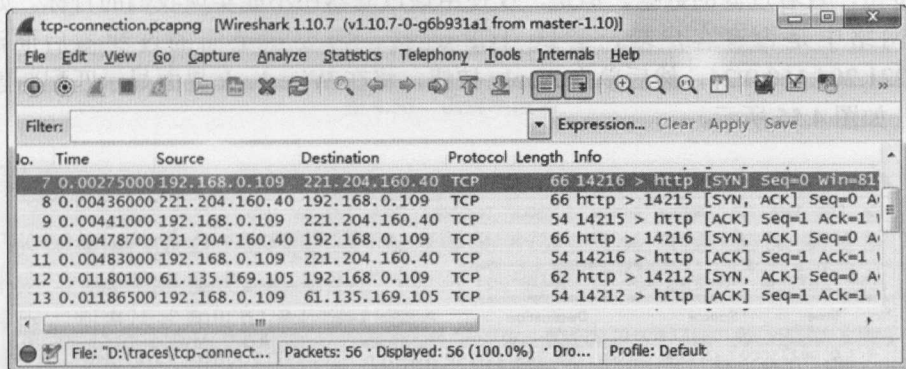 tcp-connection.pcapng [Wireshark 1.10.7 (v1.10.7-0-g6b931a1 from master-1.10)]
File Edit View Go Capture Analyze Statistics Telephony Tools Internals Help
Filter: Expression... Clear Apply Save
No. Time Source Destination Protocol Length Info
7 0.00275000 192.168.0.109 221.204.160.40 TCP 66 14216 > http [SYN] Seq=0 Win=81
8 0.00436000 221.204.160.40 192.168.0.109 TCP 66 http > 14215 [SYN, ACK] Seq=0 A
9 0.00441000 192.168.0.109 221.204.160.40 TCP 54 14215 > http [ACK] Seq=1 Ack=1
10 0.00478700 221.204.160.40 192.168.0.109 TCP 66 http > 14216 [SYN, ACK] Seq=0 A
11 0.00483000 192.168.0.109 221.204.160.40 TCP 54 14216 > http [ACK] Seq=1 Ack=1
12 0.01180100 61.135.169.105 192.168.0.109 TCP 62 http > 14212 [SYN, ACK] Seq=0 A
13 0.01186500 192.168.0.109 61.135.169.105 TCP 54 14212 > http [ACK] Seq=1 Ack=1
File: "D:\traces\tcp-connect... Packets: 56 · Displayed: 56 (100.0%) · Dro... Profile: Default